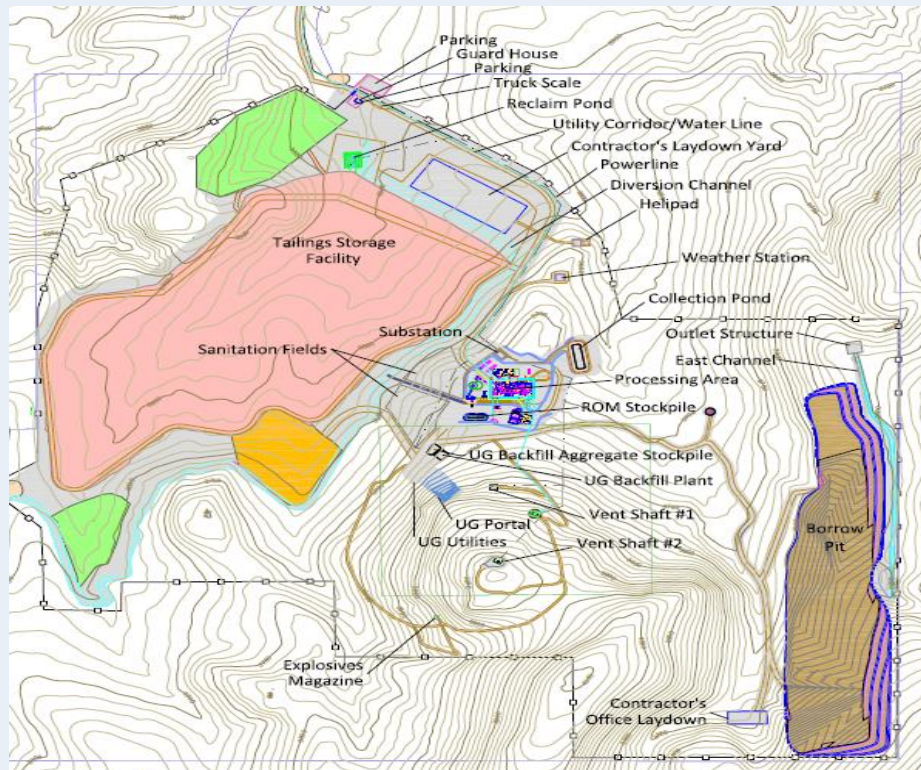 Parking
Guard House
Parking
Truck Scale
Reclaim Pond
Utility Corridor/Water Line
Contractor's Laydown Yard
Powerline
Diversion Channel
Helipad
Tailings Storage
Facility
Weather Station
Collection Pond
Substation
Outlet Structure
Sanitation Fields
East Channel
Processing Area
ROM Stockpile
UG Backfill Aggregate Stockpile
UG Backfill Plant
Vent Shaft #1
UG Portal
Borrow
Pit
UG Utilities
Vent Shaft #2
Explosives
Magazine
Contractor's
Office Laydown